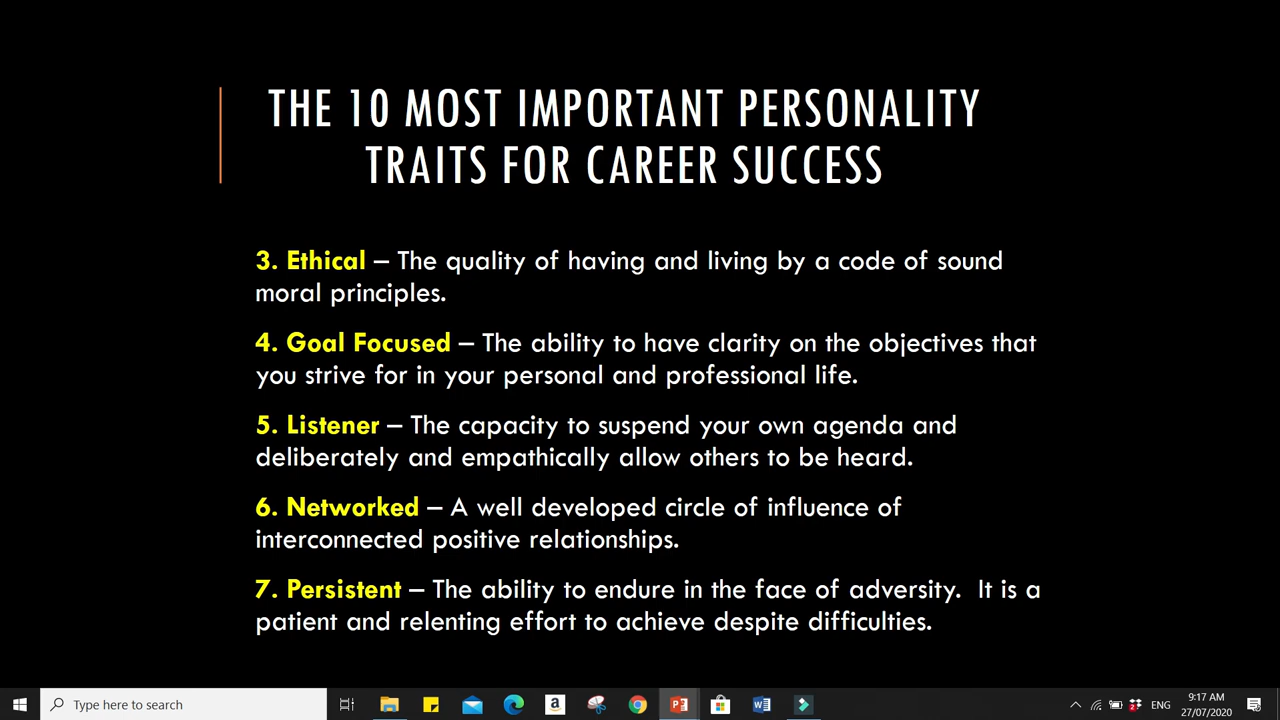 THE 10 MOST IMPORTANT PERSONALITY
TRAITS FOR CAREER SUCCESS
3. Ethical – The quality of having and living by a code of sound
moral principles.
4. Goal Focused – The ability to have clarity on the objectives that
you strive for in your personal and professional life.
5. Listener – The capacity to suspend your own agenda and
deliberately and empathically allow others to be heard.
6. Networked – A well developed circle of influence of
interconnected positive relationships.
7. Persistent – The ability to endure in the face of adversity.  It is a
patient and relenting effort to achieve despite difficulties.
Type here to search
ENG
9:17 AM
27/07/2020